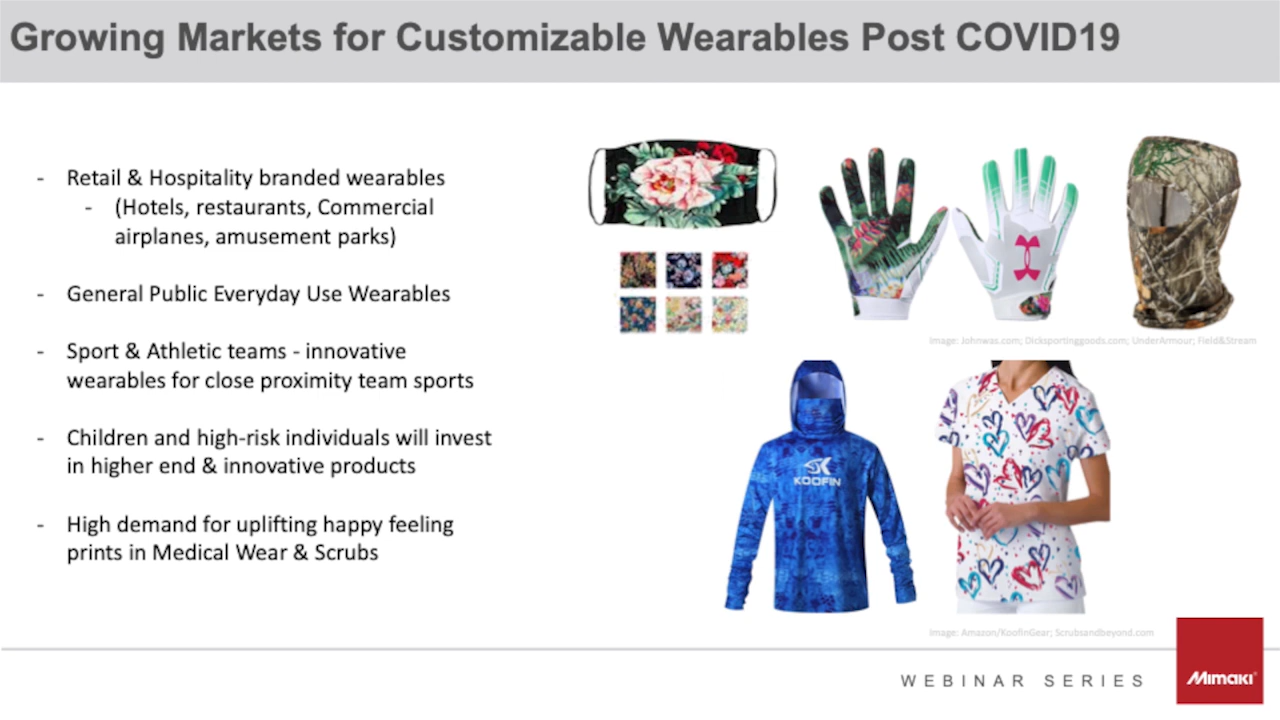 Growing Markets for Customizable Wearables Post COVID19
- Retail & Hospitality branded wearables
- (Hotels, restaurants, Commercial
airplanes, amusement parks)
- General Public Everyday Use Wearables
- Sport & Athletic teams - innovative
wearables for close proximity team sports
- Children and high-risk individuals will invest
in higher end & innovative products
- High demand for uplifting happy feeling
prints in Medical Wear & Scrubs
Image: Johnwas.com; Dicksportinggoods.com; UnderArmour; Field&Stream
KOOFIN
Image: Amazon/KoofinGear; Scrubsandbeyond.com
WEBINAR SERIES
Mimaki